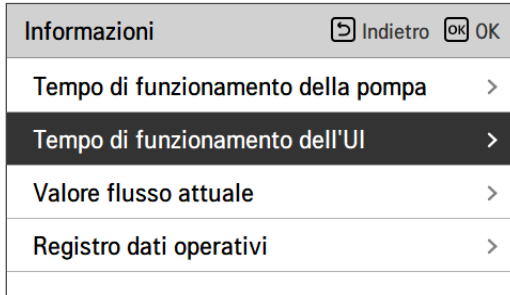 Informazioni Indietro OK OK
Tempo di funzionamento della pompa
Tempo di funzionamento dell'UI
Valore flusso attuale
Registro dati operativi